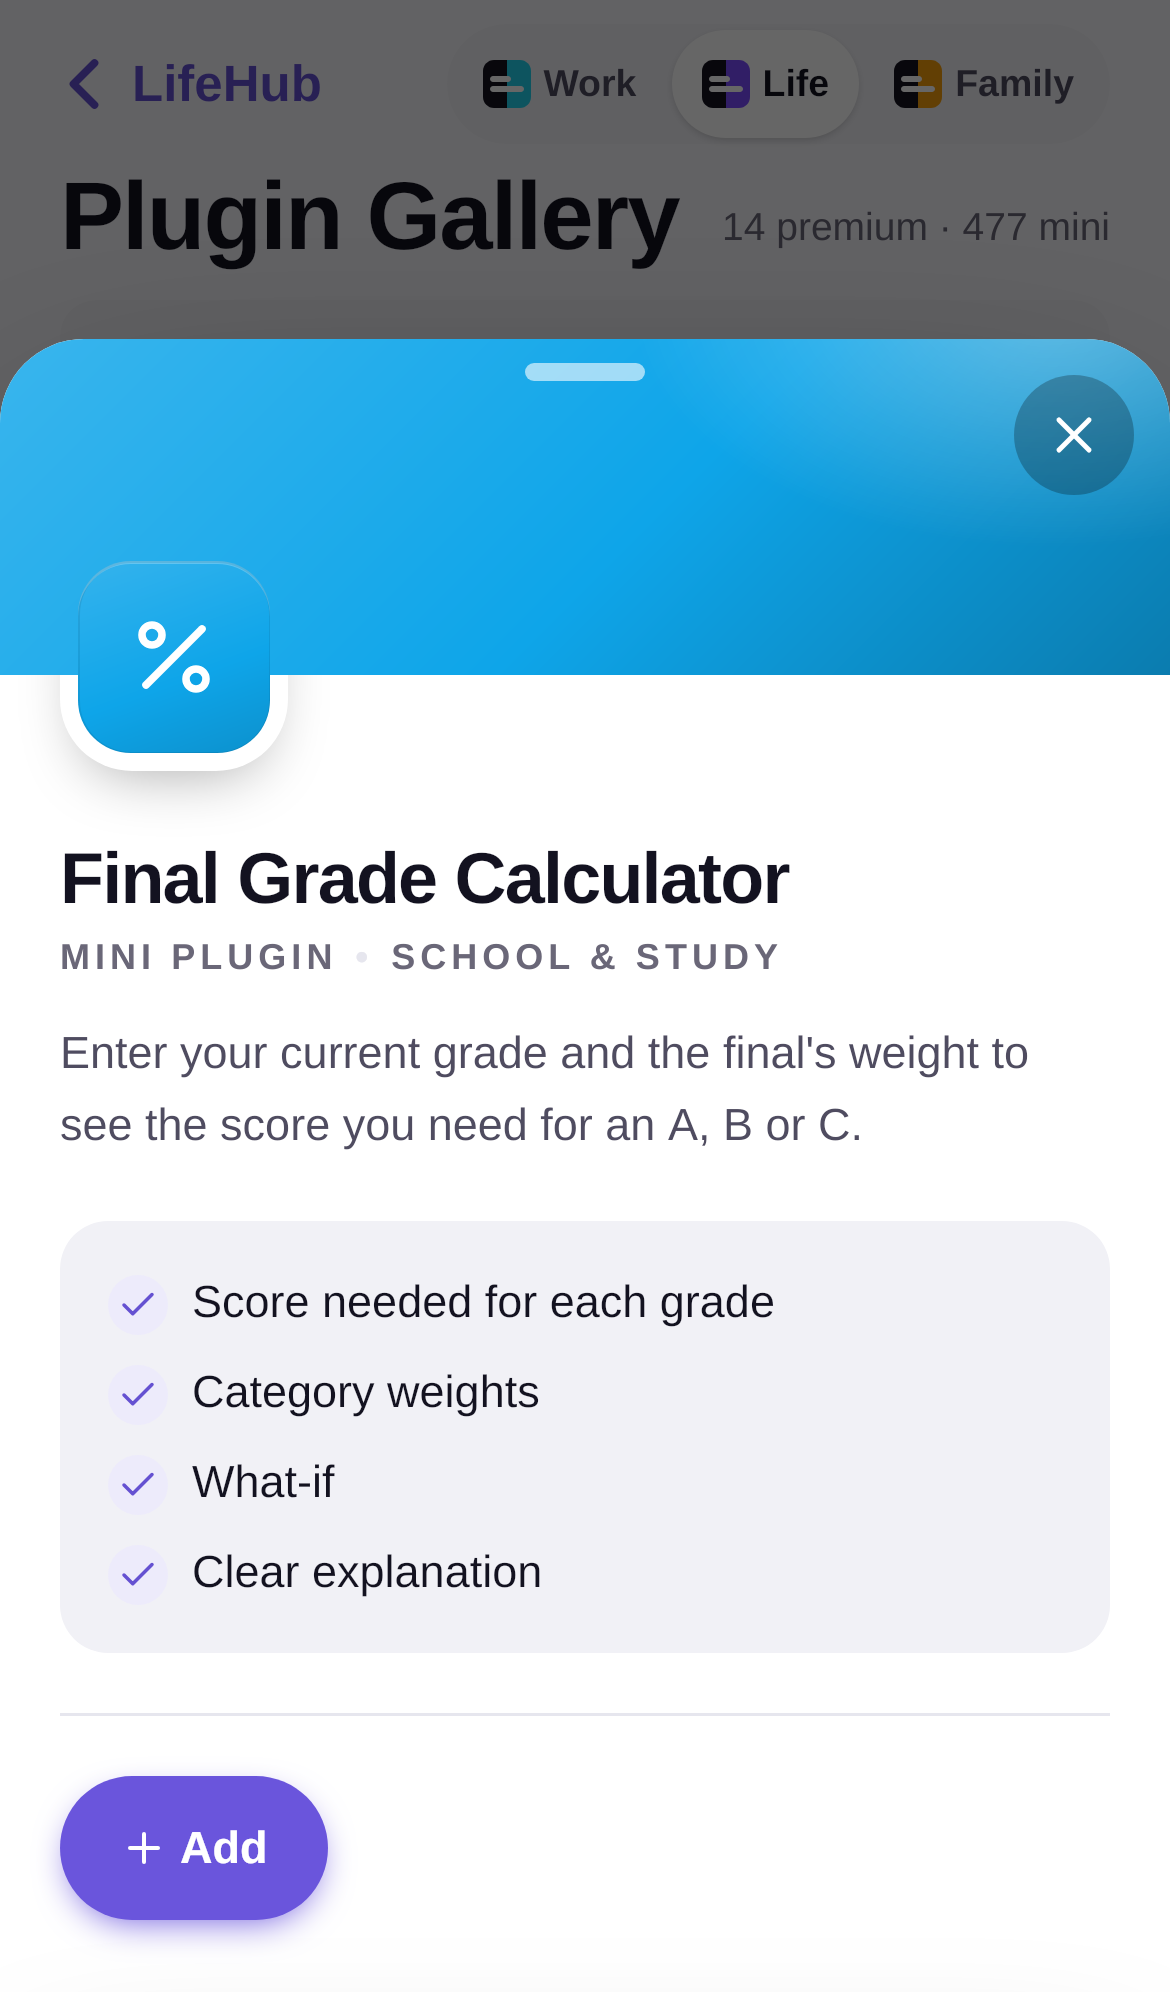 LifeHub
Work
Life
Family
Plugin Gallery
14 premium · 477 mini
Final Grade Calculator
MINI PLUGIN • SCHOOL & STUDY
Enter your current grade and the final's weight to
see the score you need for an A, B or C.
Score needed for each grade
Category weights
What-if
Clear explanation
Add